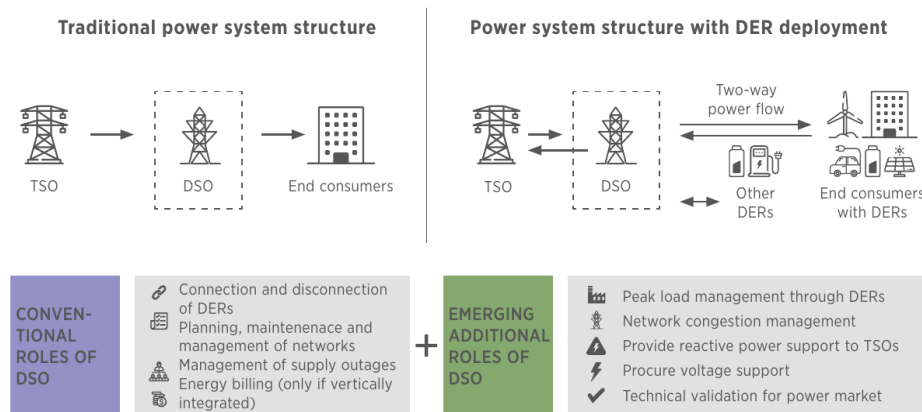 Traditional power system structure
Power system structure with DER deployment
TSO
DSO
End consumers
Two-way
power flow
TSO
DSO
Other
DERs
End consumers
with DERs
CONVEN-
TIONAL
ROLES OF
DSO
Connection and disconnection
of DERs
Planning, maintenenace and
management of networks
Management of supply outages
Energy billing (only if vertically
integrated)
+
EMERGING
ADDITIONAL
ROLES OF
DSO
Peak load management through DERs
Network congestion management
Provide reactive power support to TSOs
Procure voltage support
Technical validation for power market